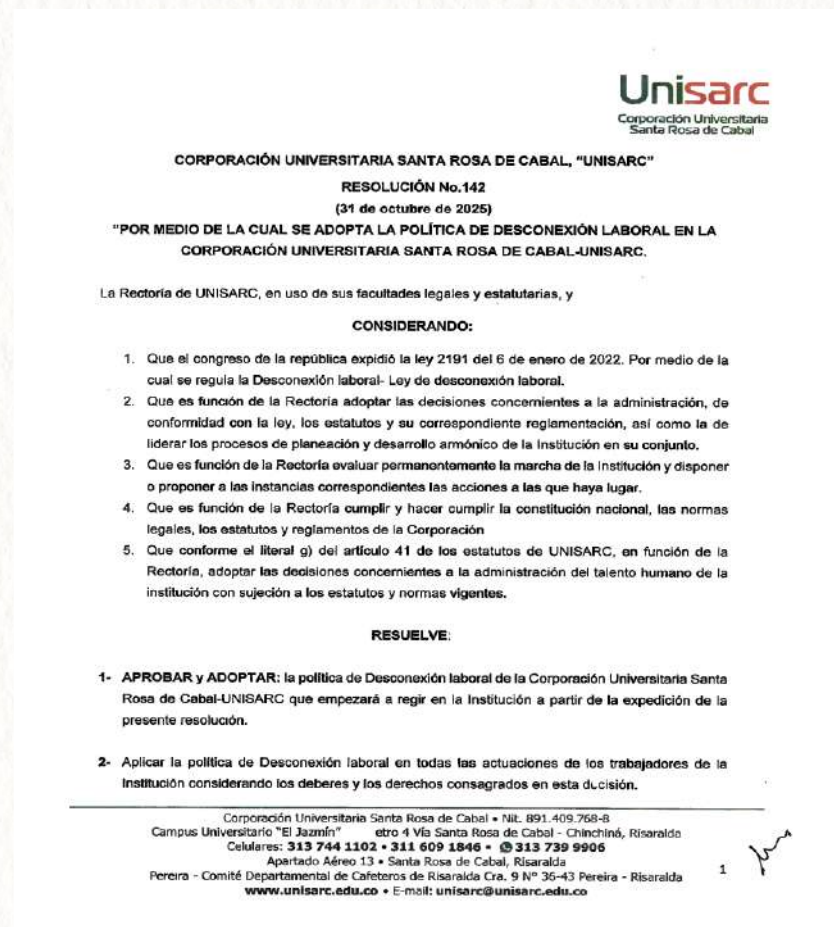 Unisarc
Corporación Universitaria
Santa Rosa de Cabal
CORPORACIÓN UNIVERSITARIA SANTA ROSA DE CABAL, "UNISARC"
RESOLUCIÓN No.142
(31 de octubre de 2025)
"POR MEDIO DE LA CUAL SE ADOPTA LA POLÍTICA DE DESCONEXIÓN LABORAL EN LA
CORPORACIÓN UNIVERSITARIA SANTA ROSA DE CABAL-UNISARC.
La Rectoría de UNISARC, en uso de sus facultades legales y estatutarias, y
CONSIDERANDO:
1. Que el congreso de la república expidió la ley 2191 del 6 de enero de 2022. Por medio de la
cual se regula la Desconexión laboral- Ley de desconexión laboral.
2. Que es función de la Rectoría adoptar las decisiones concernientes a la administración, de
conformidad con la ley, los estatutos y su correspondiente reglamentación, así como la de
liderar los procesos de planeación y desarrollo armónico de la Institución en su conjunto.
3. Que es función de la Rectoría evaluar permanentemente la marcha de la Institución y disponer
o proponer a las instancias correspondientes las acciones a las que haya lugar.
4. Que es función de la Rectoría cumplir y hacer cumplir la constitución nacional, las normas
legales, los estatutos y reglamentos de la Corporación
5. Que conforme el literal g) del artículo 41 de los estatutos de UNISARC, en función de la
Rectoría, adoptar las decisiones concernientes a la administración del talento humano de la
institución con sujeción a los estatutos y normas vigentes.
RESUELVE:
1- APROBAR y ADOPTAR: la política de Desconexión laboral de la Corporación Universitaria Santa
Rosa de Cabal-UNISARC que empezará a regir en la Institución a partir de la expedición de la
presente resolución.
2- Aplicar la política de Desconexión laboral en todas las actuaciones de los trabajadores de la
Institución considerando los deberes y los derechos consagrados en esta decisión.
Corporación Universitaria Santa Rosa de Cabal • Nit. 891.409.768-8
Campus Universitario "El Jazmín" etro 4 Vía Santa Rosa de Cabal - Chinchiná, Risaralda
Celulares: 313 744 1102 • 311 609 1846 • 313 739 9906
Apartado Aéreo 13 • Santa Rosa de Cabal, Risaralda
Pereira - Comité Departamental de Cafeteros de Risaralda Cra. 9 Nº 36-43 Pereira - Risaralda
www.unisarc.edu.co • E-mail: unisarc@unisarc.edu.co
1